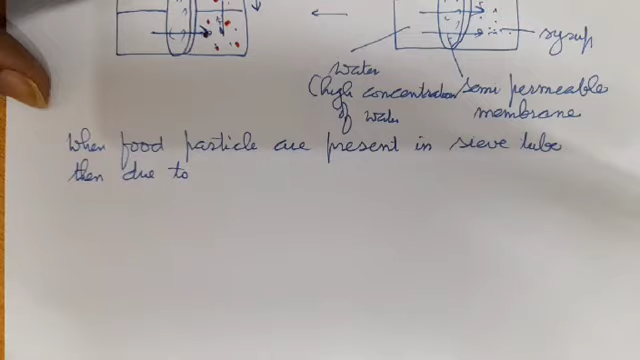 syrup
water
(high concentration semi permeable
of water membrane
When food particle are present in sieve tube
then due to